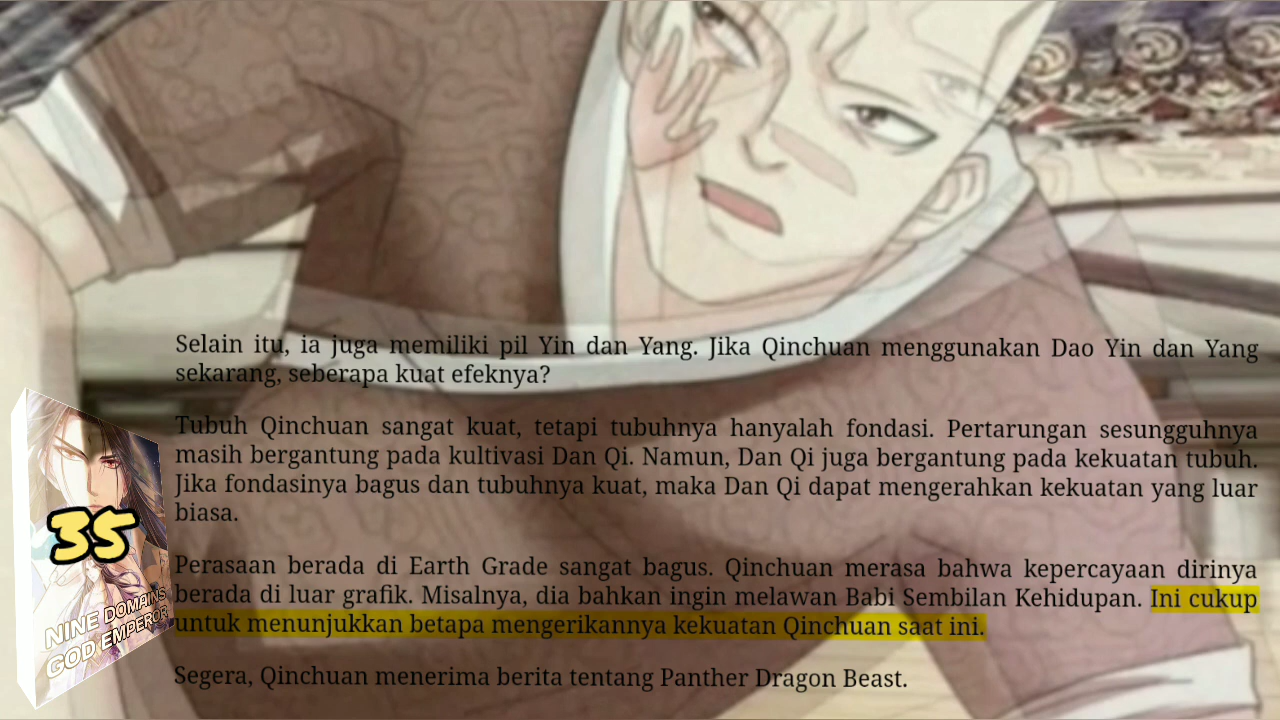 Selain itu, ia juga memiliki pil Yin dan Yang. Jika Qinchuan menggunakan Dao Yin dan Yang
sekarang, seberapa kuat efeknya?
Tubuh Qinchuan sangat kuat, tetapi tubuhnya hanyalah fondasi. Pertarungan sesungguhnya
masih bergantung pada kultivasi Dan Qi. Namun, Dan Qi juga bergantung pada kekuatan tubuh.
Jika fondasinya bagus dan tubuhnya kuat, maka Dan Qi dapat mengerahkan kekuatan yang luar
biasa.
Perasaan berada di Earth Grade sangat bagus. Qinchuan merasa bahwa kepercayaan dirinya
berada di luar grafik. Misalnya, dia bahkan ingin melawan Babi Sembilan Kehidupan. Ini cukup
untuk menunjukkan betapa mengerikannya kekuatan Qinchuan saat ini.
Segera, Qinchuan menerima berita tentang Panther Dragon Beast.
35
NINE DOMAINS
GOD EMPEROR